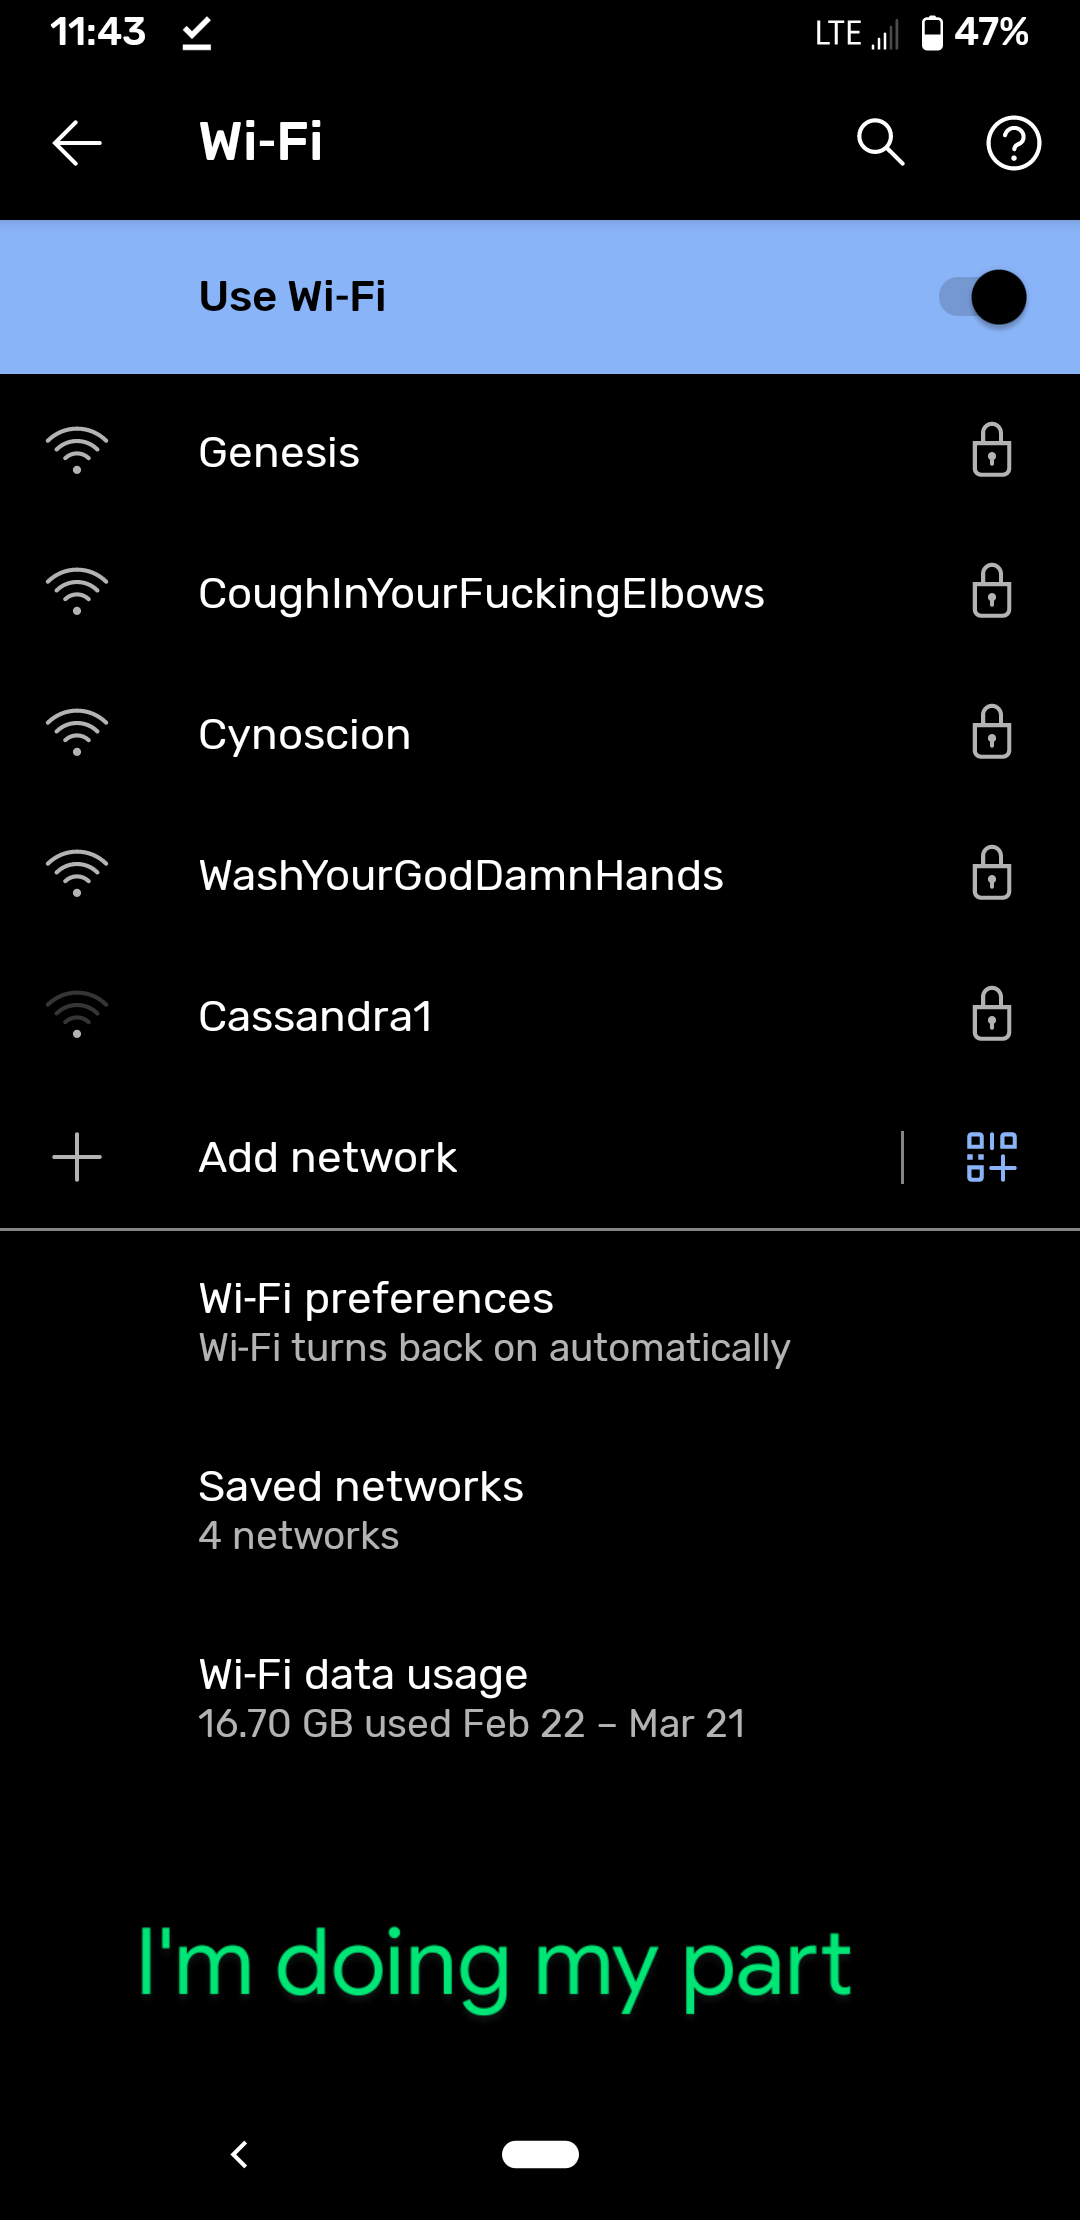 11:43 LTE 47%
Wi-Fi
Use Wi-Fi
Genesis
CoughInYourFuckingElbows
Cynoscion
WashYourGodDamnHands
Cassandra1
Add network
Wi-Fi preferences
Wi-Fi turns back on automatically
Saved networks
4 networks
Wi-Fi data usage
16.70 GB used Feb 22 – Mar 21
I'm doing my part